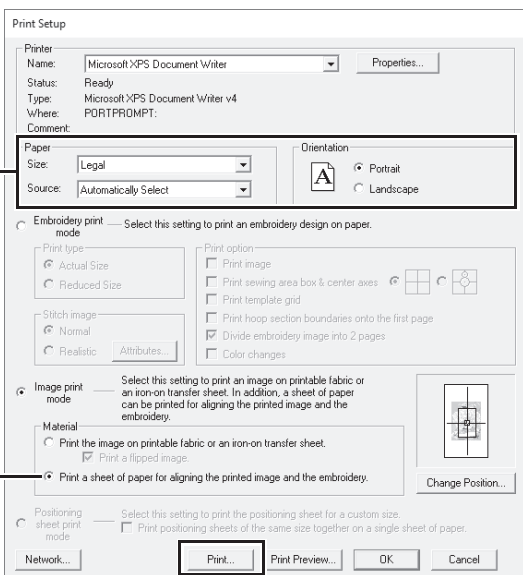 Print Setup
Printer
Name: Microsoft XPS Document Writer Properties...
Status: Ready
Type: Microsoft XPS Document Writer v4
Where: PORTPROMPT:
Comment:
Paper
Size: Legal
Source: Automatically Select
Orientation
A
Portrait
Landscape
Embroidery print mode
Select this setting to print an embroidery design on paper.
Print type
Actual Size
Reduced Size
Print option
Print image
Print sewing area box & center axes
Print template grid
Print hoop section boundaries onto the first page
Divide embroidery image into 2 pages
Color changes
Stitch image
Normal
Realistic Attributes...
Image print
mode
Select this setting to print an image on printable fabric or
an iron-on transfer sheet. In addition, a sheet of paper
can be printed for aligning the printed image and the
embroidery.
Material
Print the image on printable fabric or an iron-on transfer sheet.
Print a flipped image.
Print a sheet of paper for aligning the printed image and the embroidery.
Change Position...
Positioning
sheet print
mode
Select this setting to print the positioning sheet for a custom size.
Print positioning sheets of the same size together on a single sheet of paper.
Network... Print... Print Preview... OK Cancel